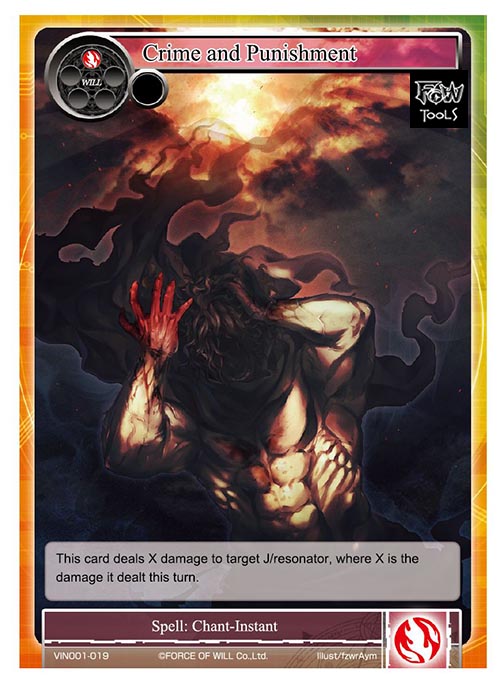 Crime and Punishment
WILL
FOW
TOOLS
This card deals X damage to target J/resonator, where X is the
damage it dealt this turn.
Spell: Chant-Instant
VIN001-019 ©FORCE OF WILL Co.,Ltd. Illust/fzwrAym